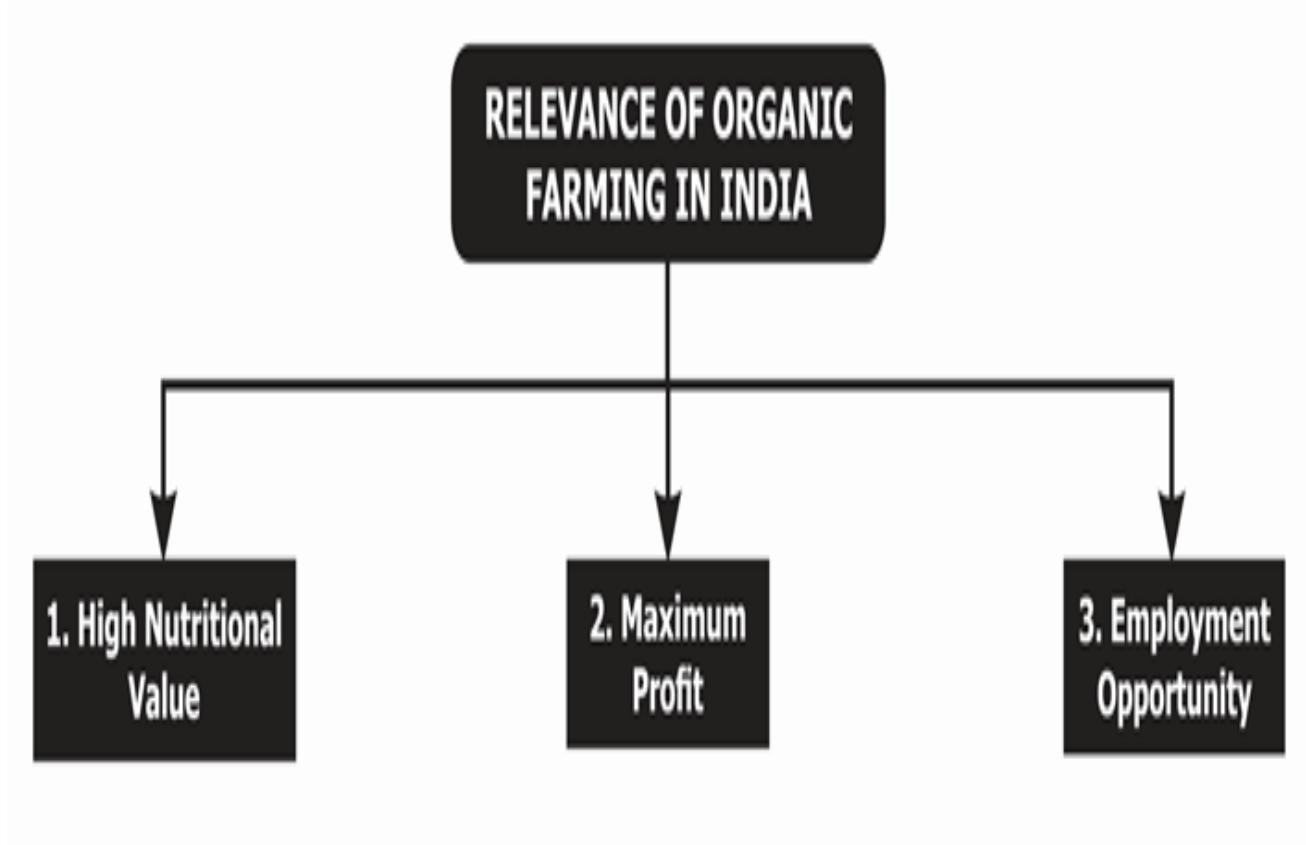 RELEVANCE OF ORGANIC
FARMING IN INDIA
1. High Nutritional
Value
2. Maximum
Profit
3. Employment
Opportunity